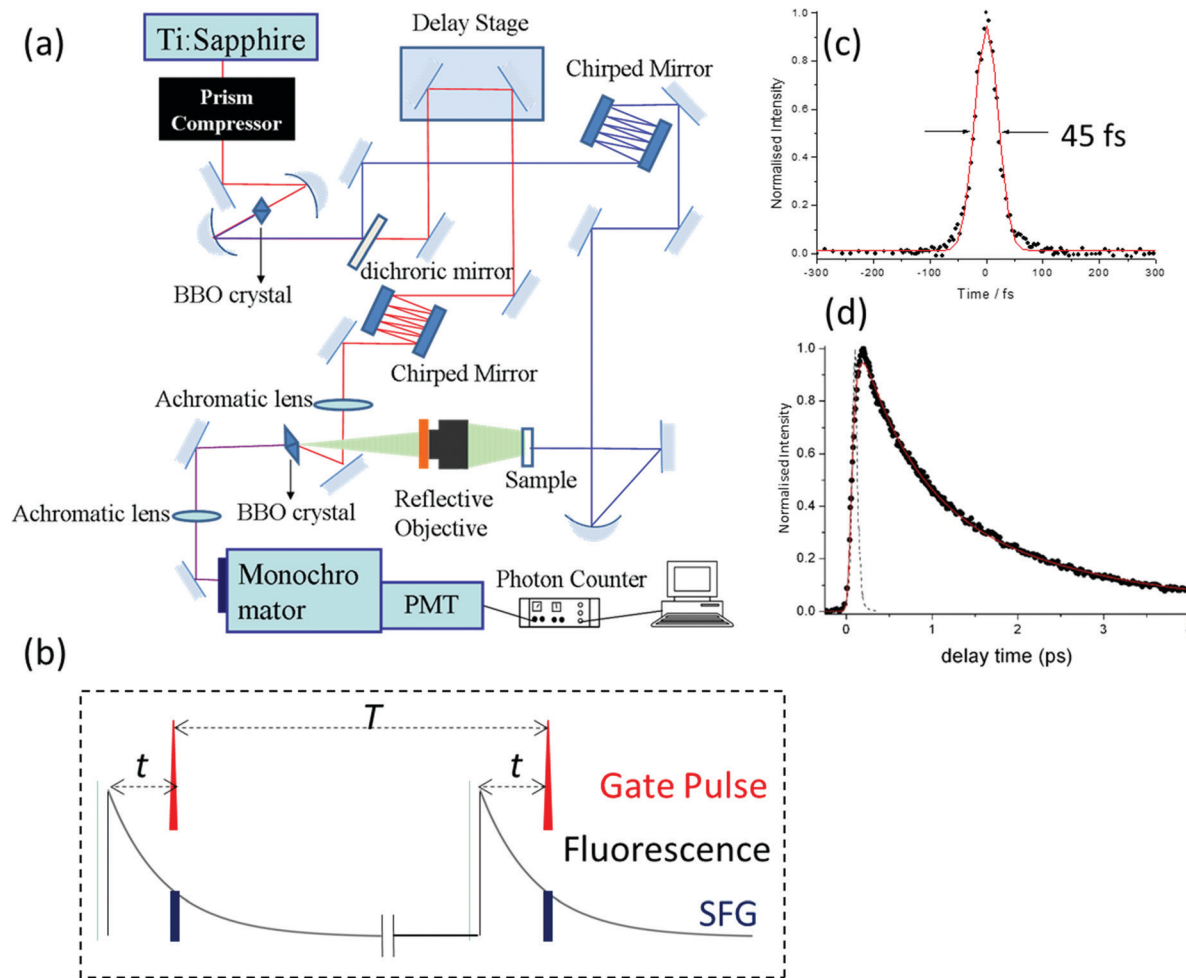 (a)
Ti:Sapphire
Prism
Compressor
BBO crystal
dichroric mirror
Delay Stage
Chirped Mirror
Chirped Mirror
Achromatic lens
BBO crystal
Reflective
Objective
Sample
Achromatic lens
Monochro
mator
PMT
Photon Counter
(b)
T
t
t
Gate Pulse
Fluorescence
SFG
(c)
Normalised Intensity
1.0
0.8
0.6
0.4
0.2
0.0
45 fs
-300
-200
-100
0
100
200
300
Time / fs
(d)
Normalised Intensity
1.0
0.8
0.6
0.4
0.2
0.0
0
1
2
3
delay time (ps)